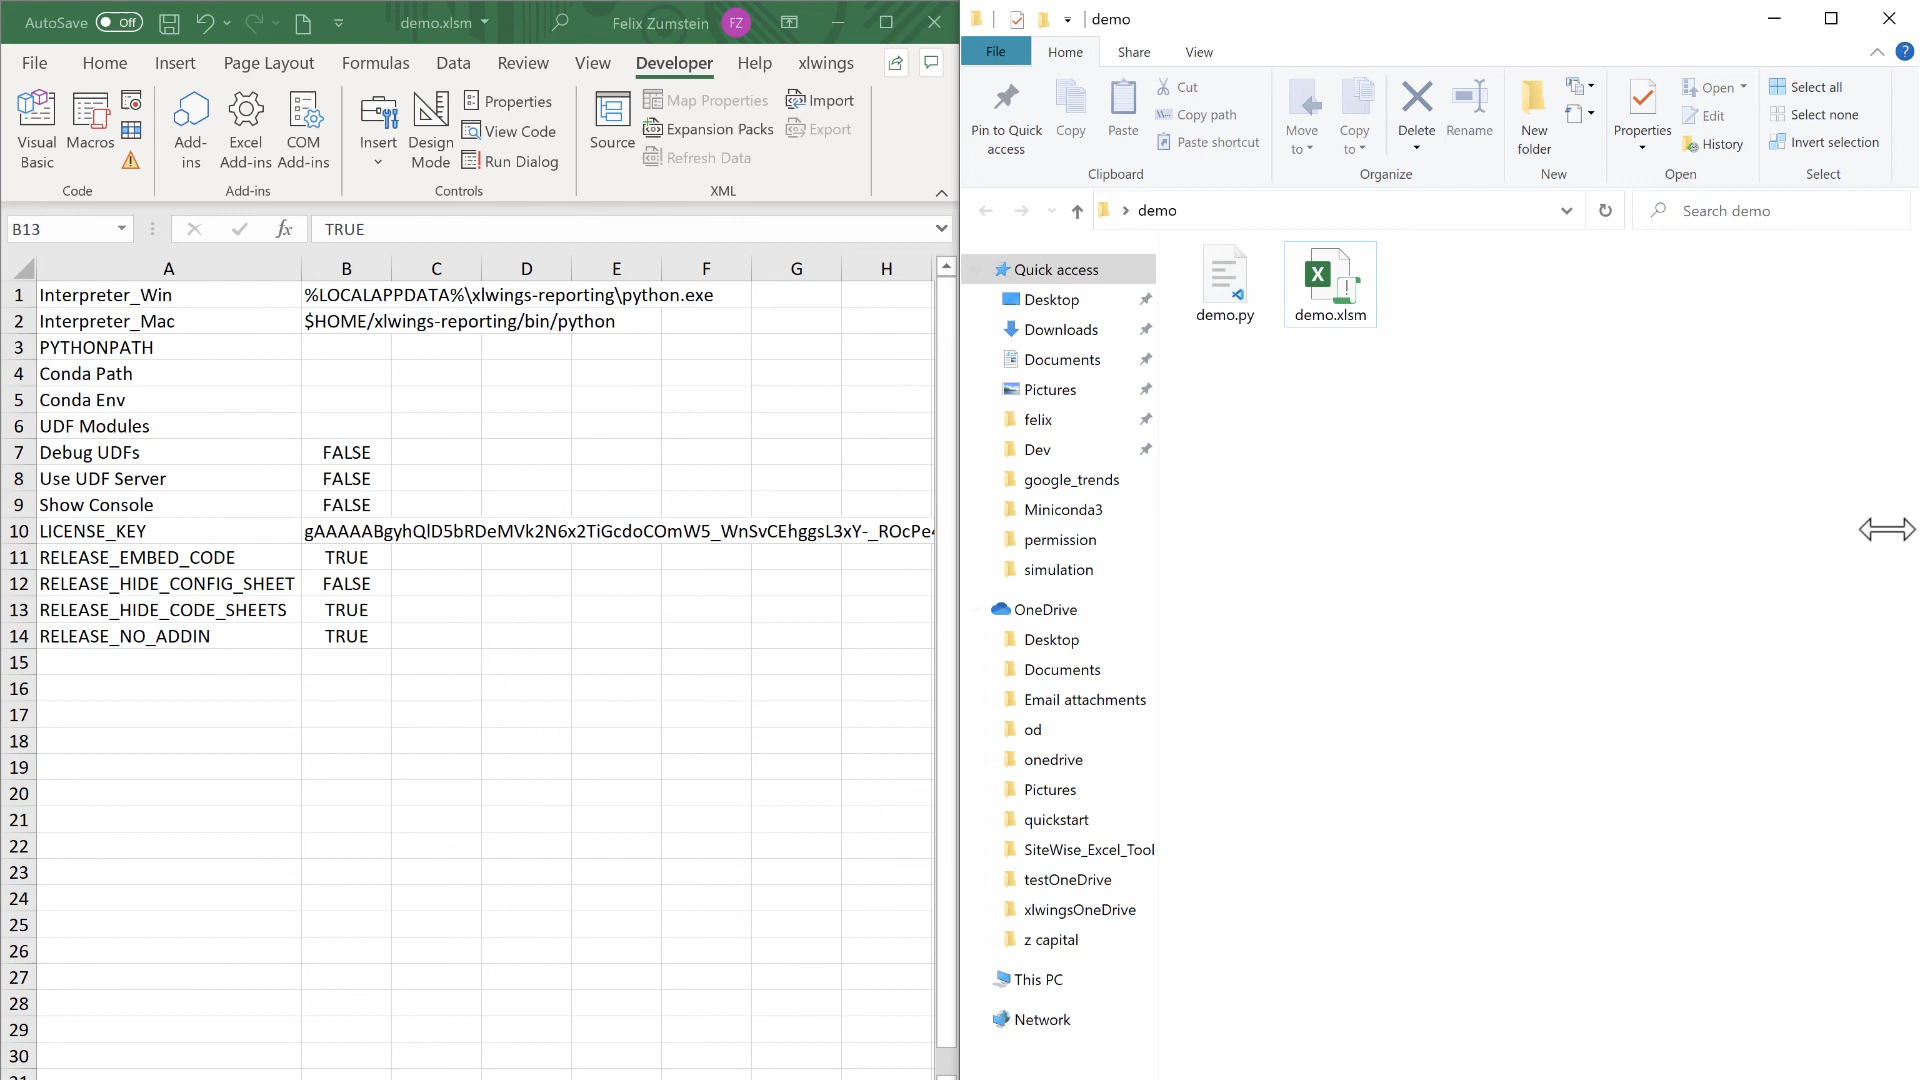 AutoSave Off demo.xlsm Felix Zumstein FZ
File Home Insert Page Layout Formulas Data Review View Developer Help xlwings
Visual Basic
Macros
Code
Add-ins
Excel Add-ins
COM Add-ins
Add-ins
Insert
Design Mode
Properties
View Code
Run Dialog
Controls
Source
Map Properties
Expansion Packs
Refresh Data
Import
Export
XML
B13 fx TRUE
A B C D E F G H
1 Interpreter_Win %LOCALAPPDATA%\xlwings-reporting\python.exe
2 Interpreter_Mac $HOME/xlwings-reporting/bin/python
3 PYTHONPATH
4 Conda Path
5 Conda Env
6 UDF Modules
7 Debug UDFs FALSE
8 Use UDF Server FALSE
9 Show Console FALSE
10 LICENSE_KEY gAAAAABgyhQlD5bRDeMVk2N6x2TiGcdoCOmW5_WnSvCEhggsL3xY-_ROcPe
11 RELEASE_EMBED_CODE TRUE
12 RELEASE_HIDE_CONFIG_SHEET FALSE
13 RELEASE_HIDE_CODE_SHEETS TRUE
14 RELEASE_NO_ADDIN TRUE
15
16
17
18
19
20
21
22
23
24
25
26
27
28
29
30
demo
File Home Share View
Pin to Quick access
Copy
Paste
Cut
Copy path
Paste shortcut
Clipboard
Move to
Copy to
Delete
Rename
Organize
New folder
New
Properties
Open
Edit
History
Open
Select all
Select none
Invert selection
Select
demo
Search demo
Quick access
Desktop
Downloads
Documents
Pictures
felix
Dev
google_trends
Miniconda3
permission
simulation
OneDrive
Desktop
Documents
Email attachments
od
onedrive
Pictures
quickstart
SiteWise_Excel_Tool
testOneDrive
xlwingsOneDrive
z capital
This PC
Network
demo.py
demo.xlsm